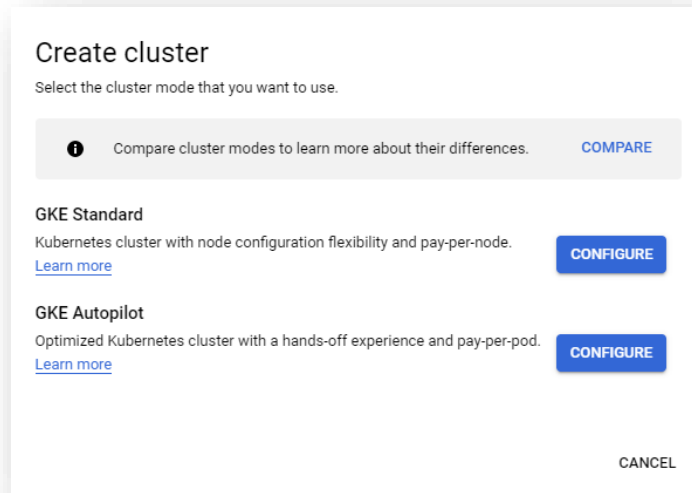 Create cluster
Select the cluster mode that you want to use.
Compare cluster modes to learn more about their differences. COMPARE
GKE Standard
Kubernetes cluster with node configuration flexibility and pay-per-node.
Learn more
CONFIGURE
GKE Autopilot
Optimized Kubernetes cluster with a hands-off experience and pay-per-pod.
Learn more
CONFIGURE
CANCEL